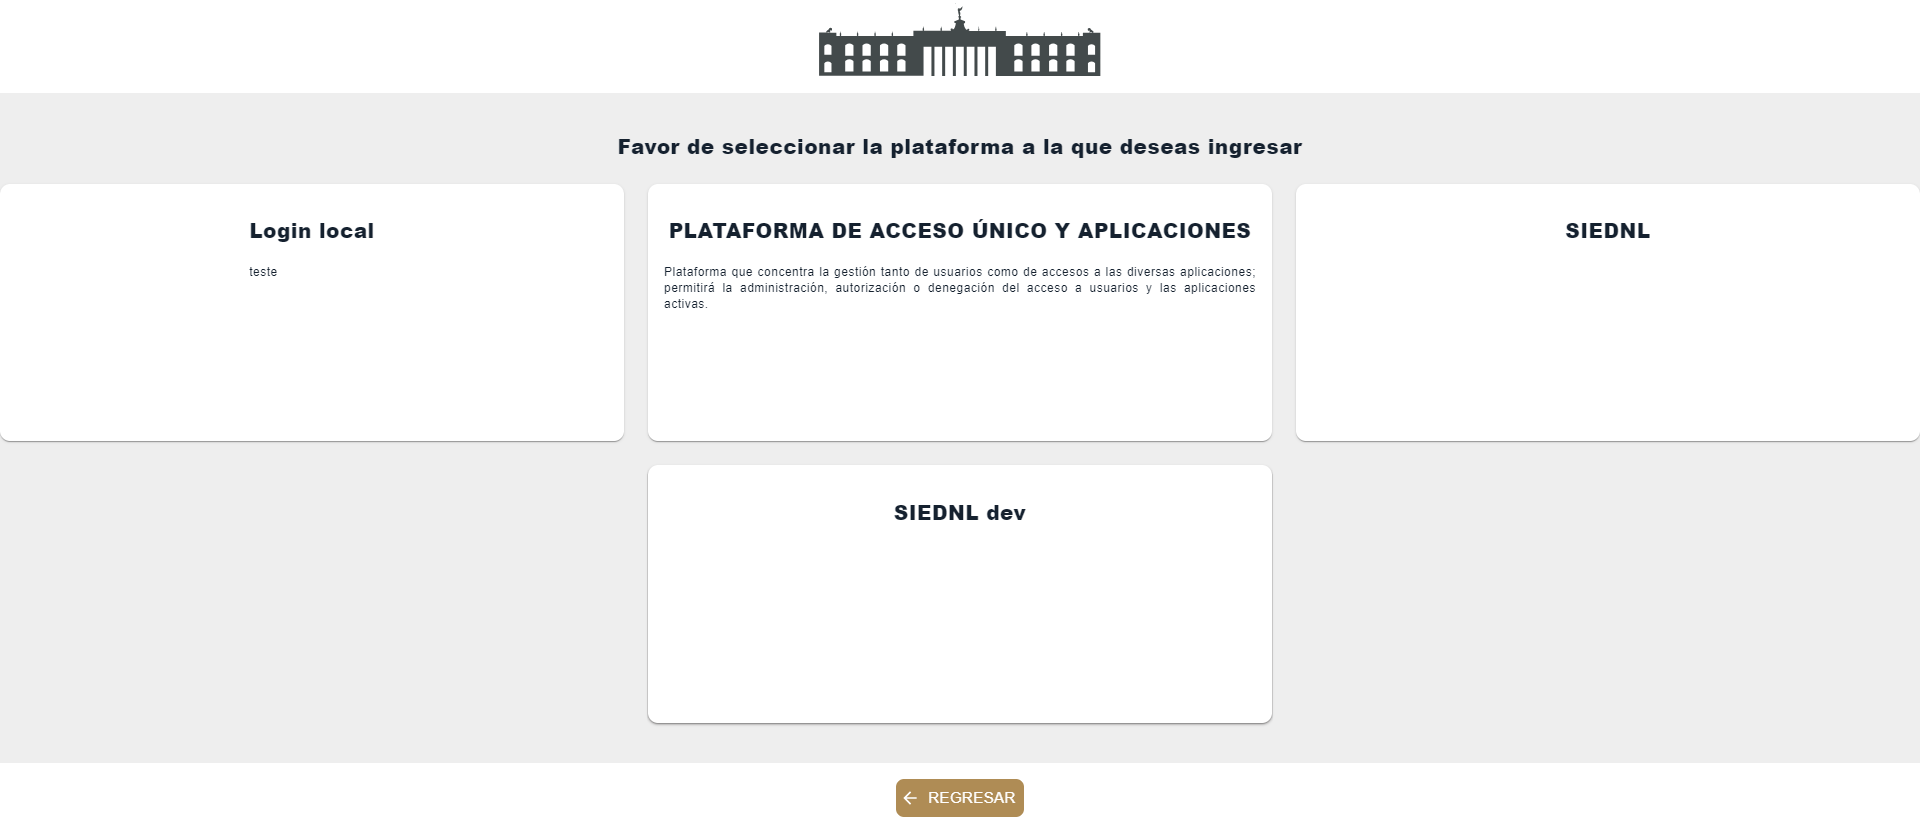 Favor de seleccionar la plataforma a la que deseas ingresar
Login local
teste
PLATAFORMA DE ACCESO ÚNICO Y APLICACIONES
Plataforma que concentra la gestión tanto de usuarios como de accesos a las diversas aplicaciones;
permitirá la administración, autorización o denegación del acceso a usuarios y las aplicaciones
activas.
SIEDNL
SIEDNL dev
REGRESAR